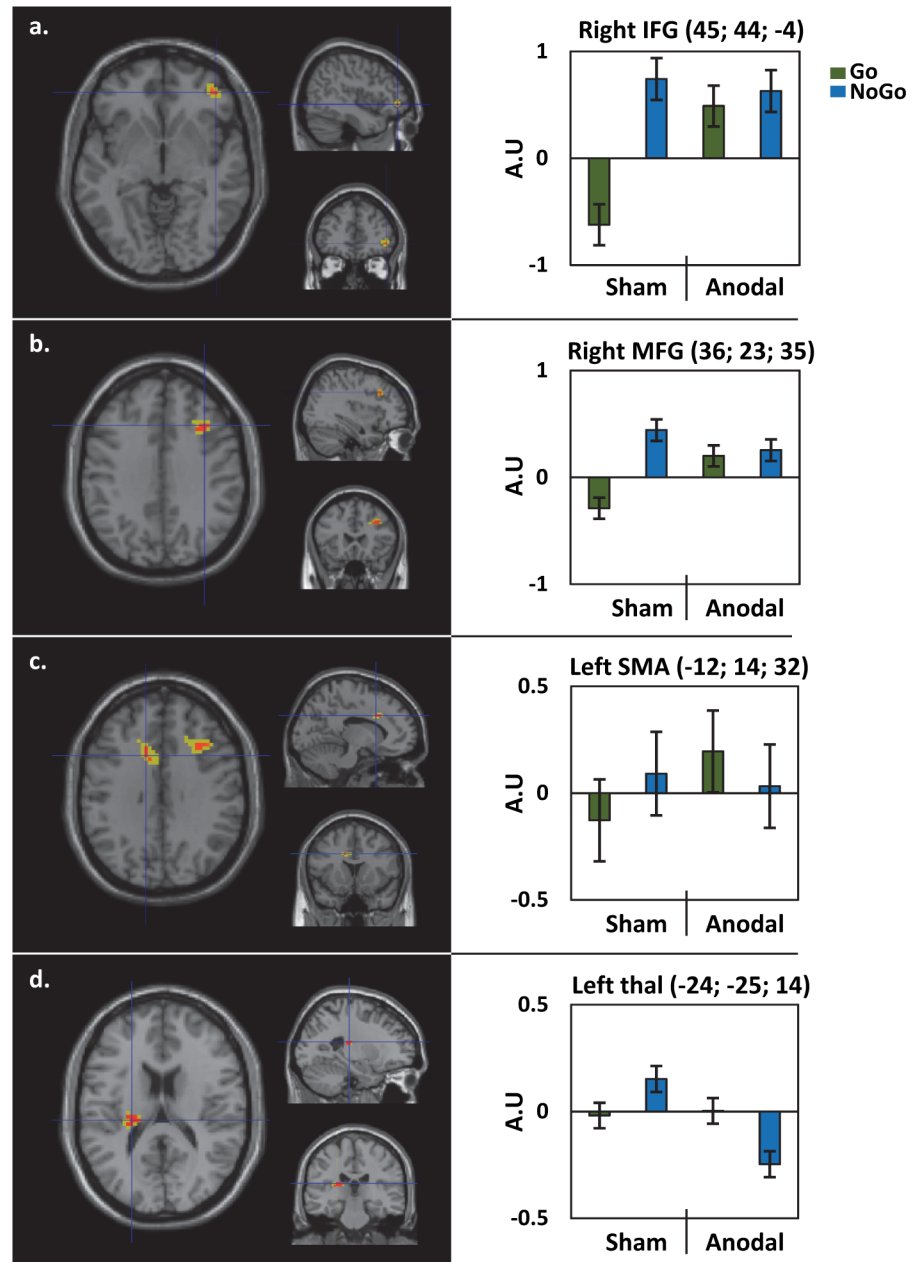 a.
Right IFG (45; 44; -4)
1
0
-1
A.U
Sham
Anodal
Go
NoGo
b.
Right MFG (36; 23; 35)
1
0
-1
A.U
Sham
Anodal
c.
Left SMA (-12; 14; 32)
0.5
0
-0.5
A.U
Sham
Anodal
d.
Left thal (-24; -25; 14)
0.5
0
-0.5
A.U
Sham
Anodal